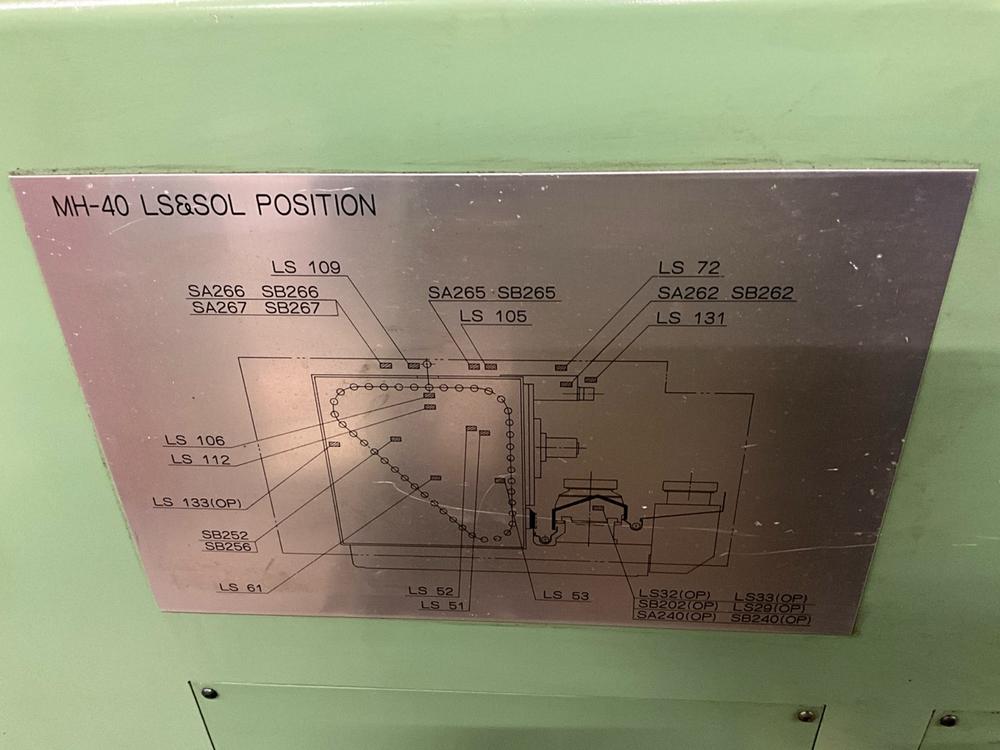 MH-40 LS&SOL POSITION
LS 109
LS 72
SA266 SB266
SA265 SB265
SA262 SB262
SA267 SB267
LS 105
LS 131
LS 106
LS 112
LS 133(OP)
SB252
SB256
LS 61
LS 52
LS 51
LS 53
LS32(OP) LS33(OP)
SB202(OP) LS29(OP)
SA240(OP) SB240(OP)